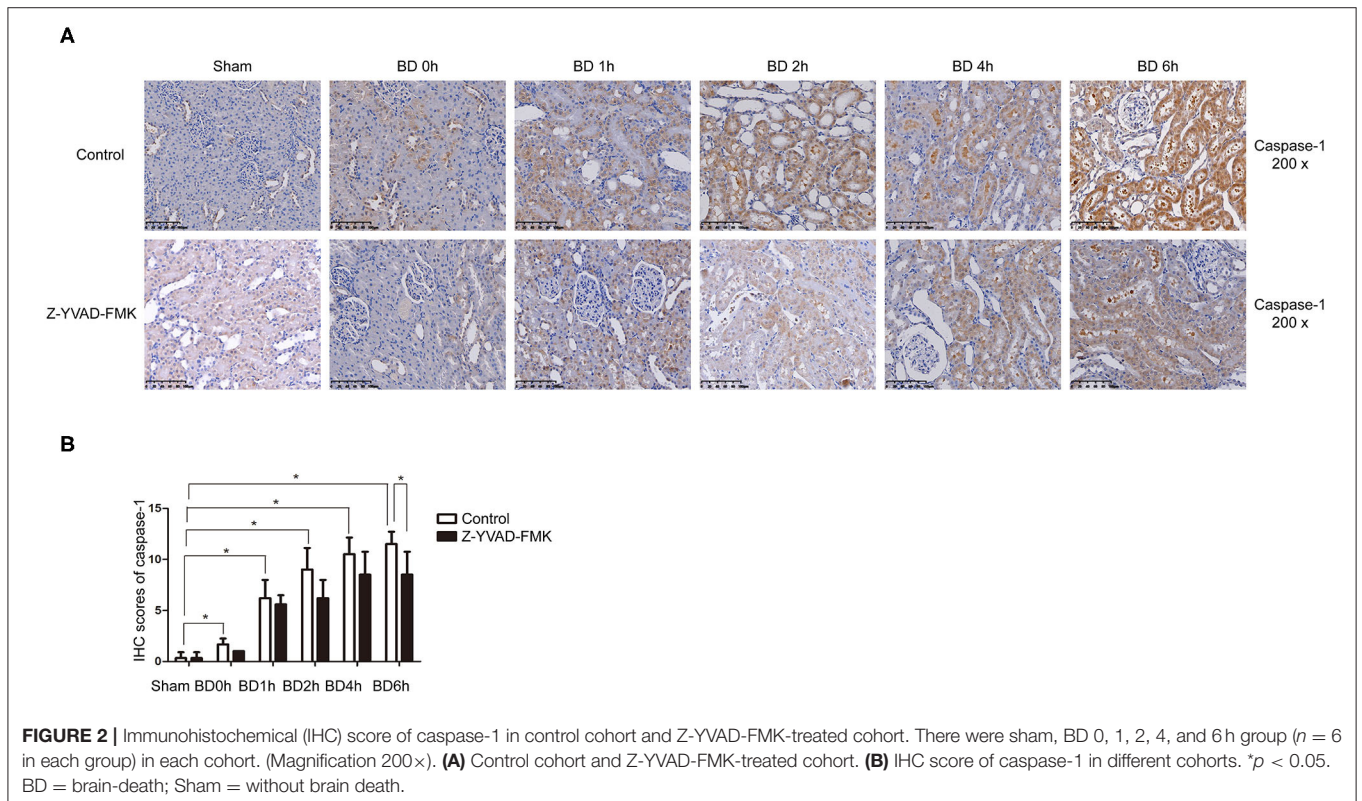 A
Sham BD 0h BD 1h BD 2h BD 4h BD 6h
Control
Caspase-1
200 x
Z-YVAD-FMK
Caspase-1
200 x
B
* * * * * *
IHC scores of caspase-1
15
10
5
0
Control
Z-YVAD-FMK
Sham BD0h BD1h BD2h BD4h BD6h
FIGURE 2 | Immunohistochemical (IHC) score of caspase-1 in control cohort and Z-YVAD-FMK-treated cohort. There were sham, BD 0, 1, 2, 4, and 6 h group (n = 6
in each group) in each cohort. (Magnification 200×). (A) Control cohort and Z-YVAD-FMK-treated cohort. (B) IHC score of caspase-1 in different cohorts. *p < 0.05.
BD = brain-death; Sham = without brain death.